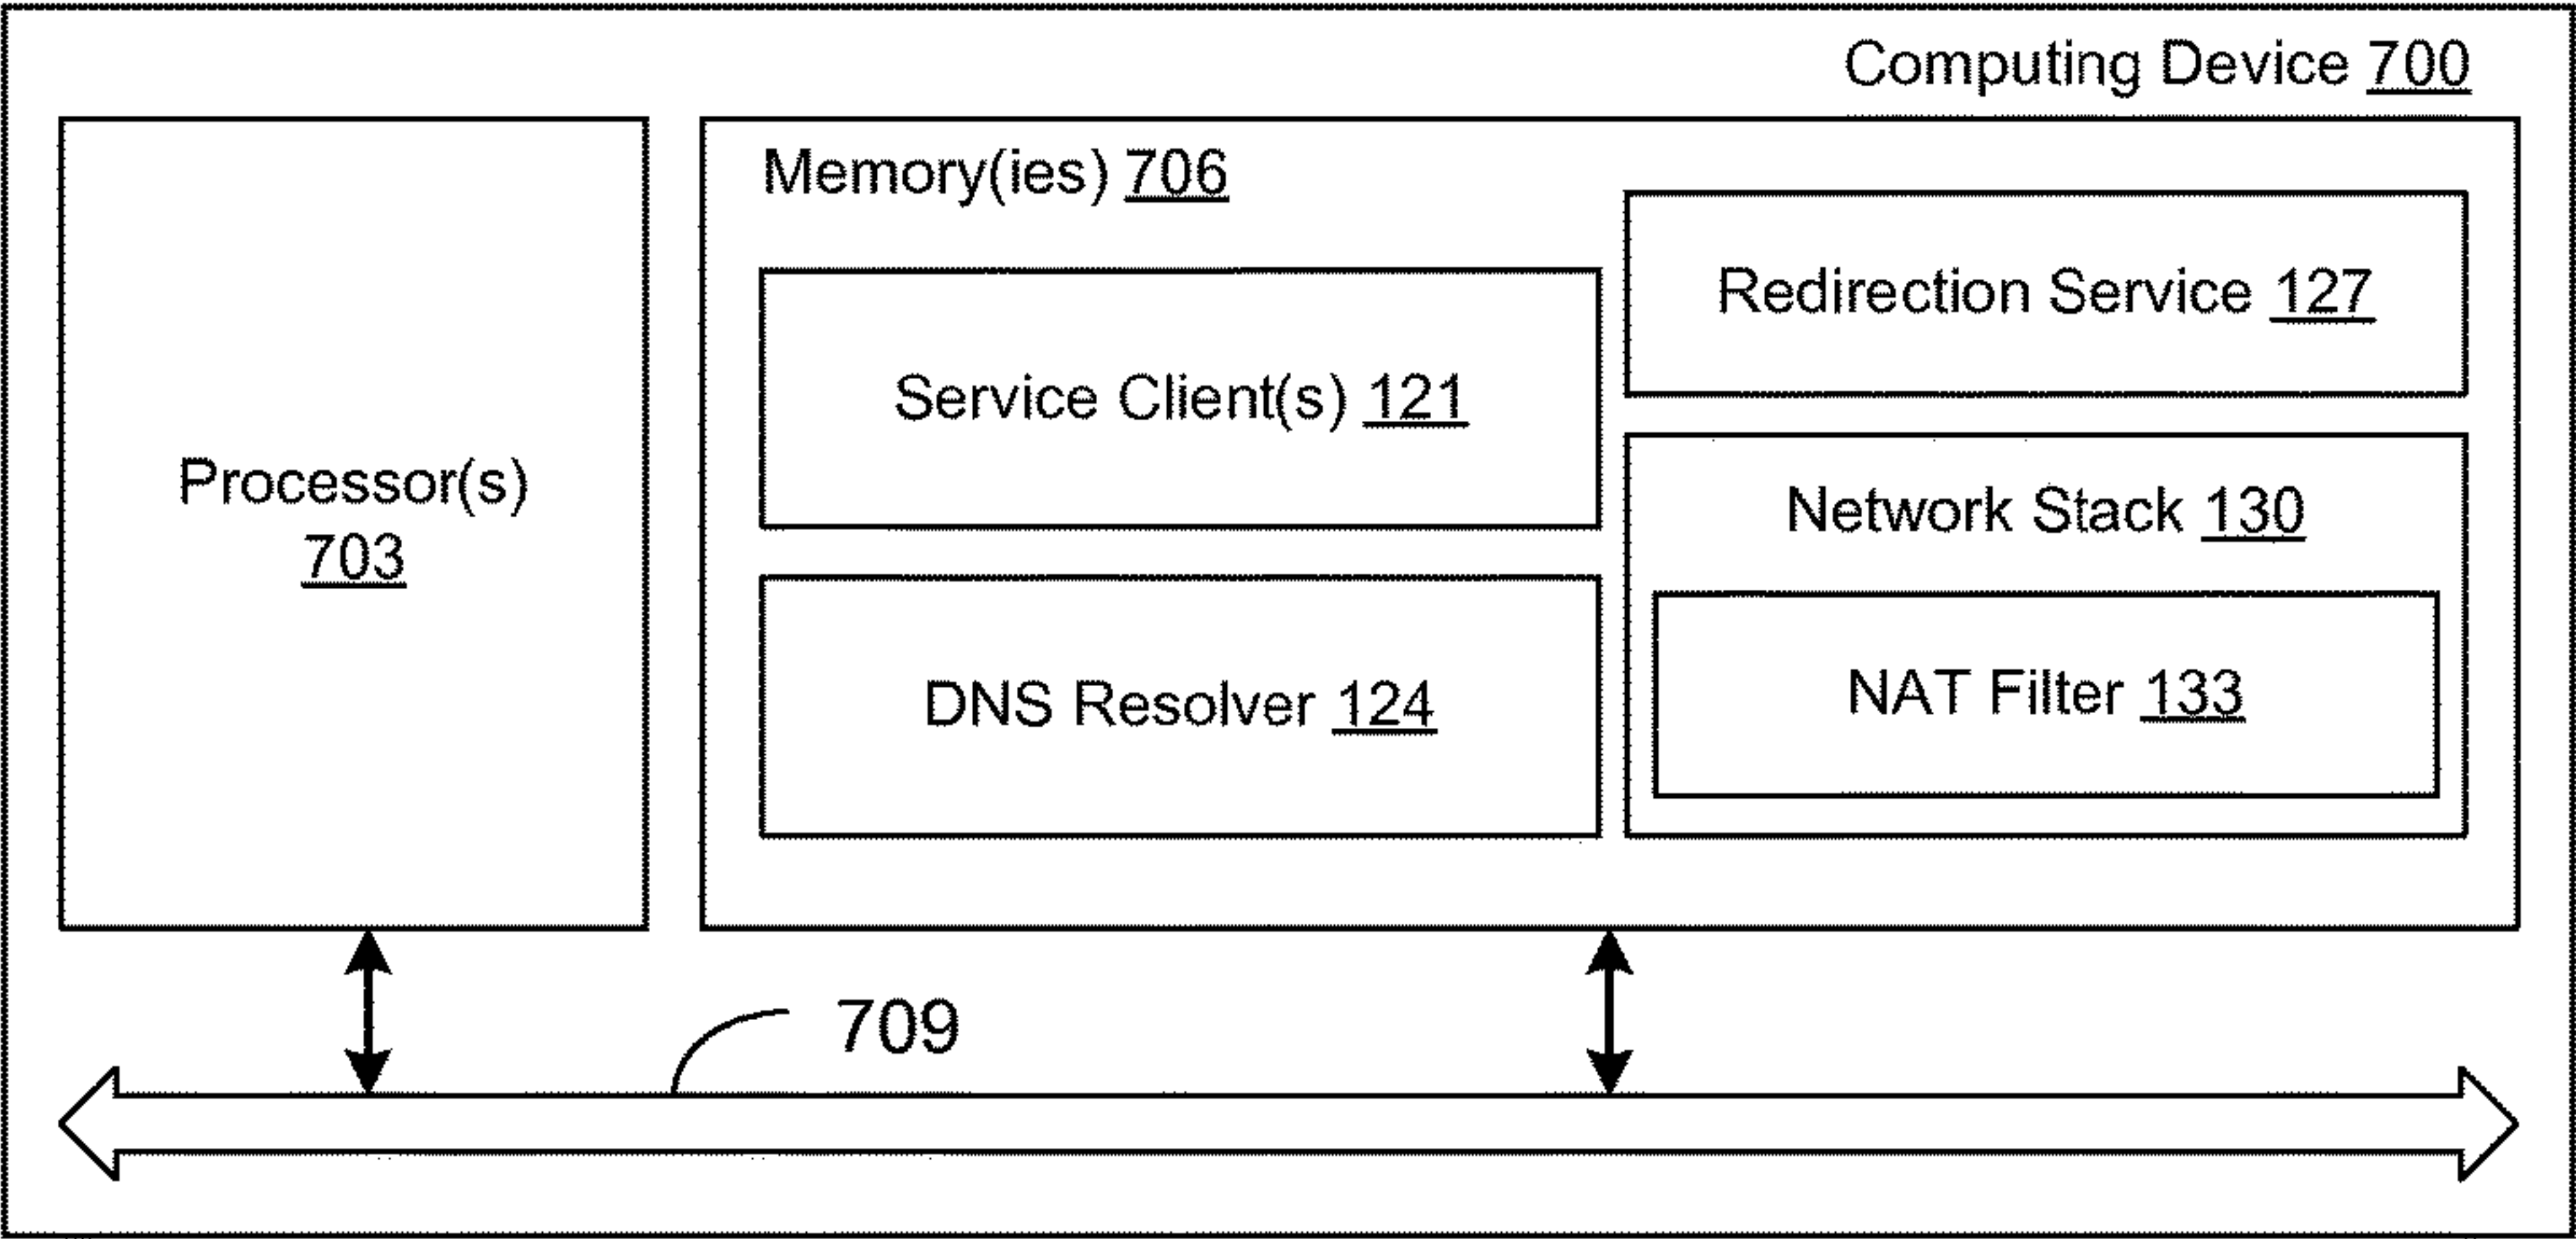 Computing Device 700
Processor(s)
703
Memory(ies) 706
Service Client(s) 121
DNS Resolver 124
Redirection Service 127
Network Stack 130
NAT Filter 133
709